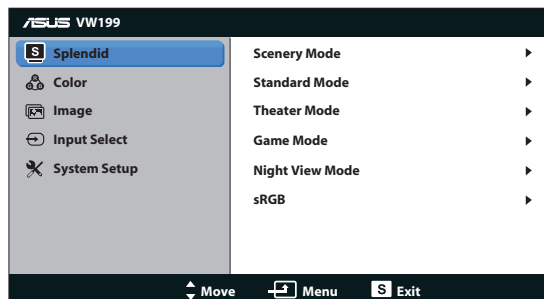 ASUS VW199
S Splendid
Color
Image
Input Select
System Setup
Scenery Mode
Standard Mode
Theater Mode
Game Mode
Night View Mode
sRGB
Move Menu S Exit